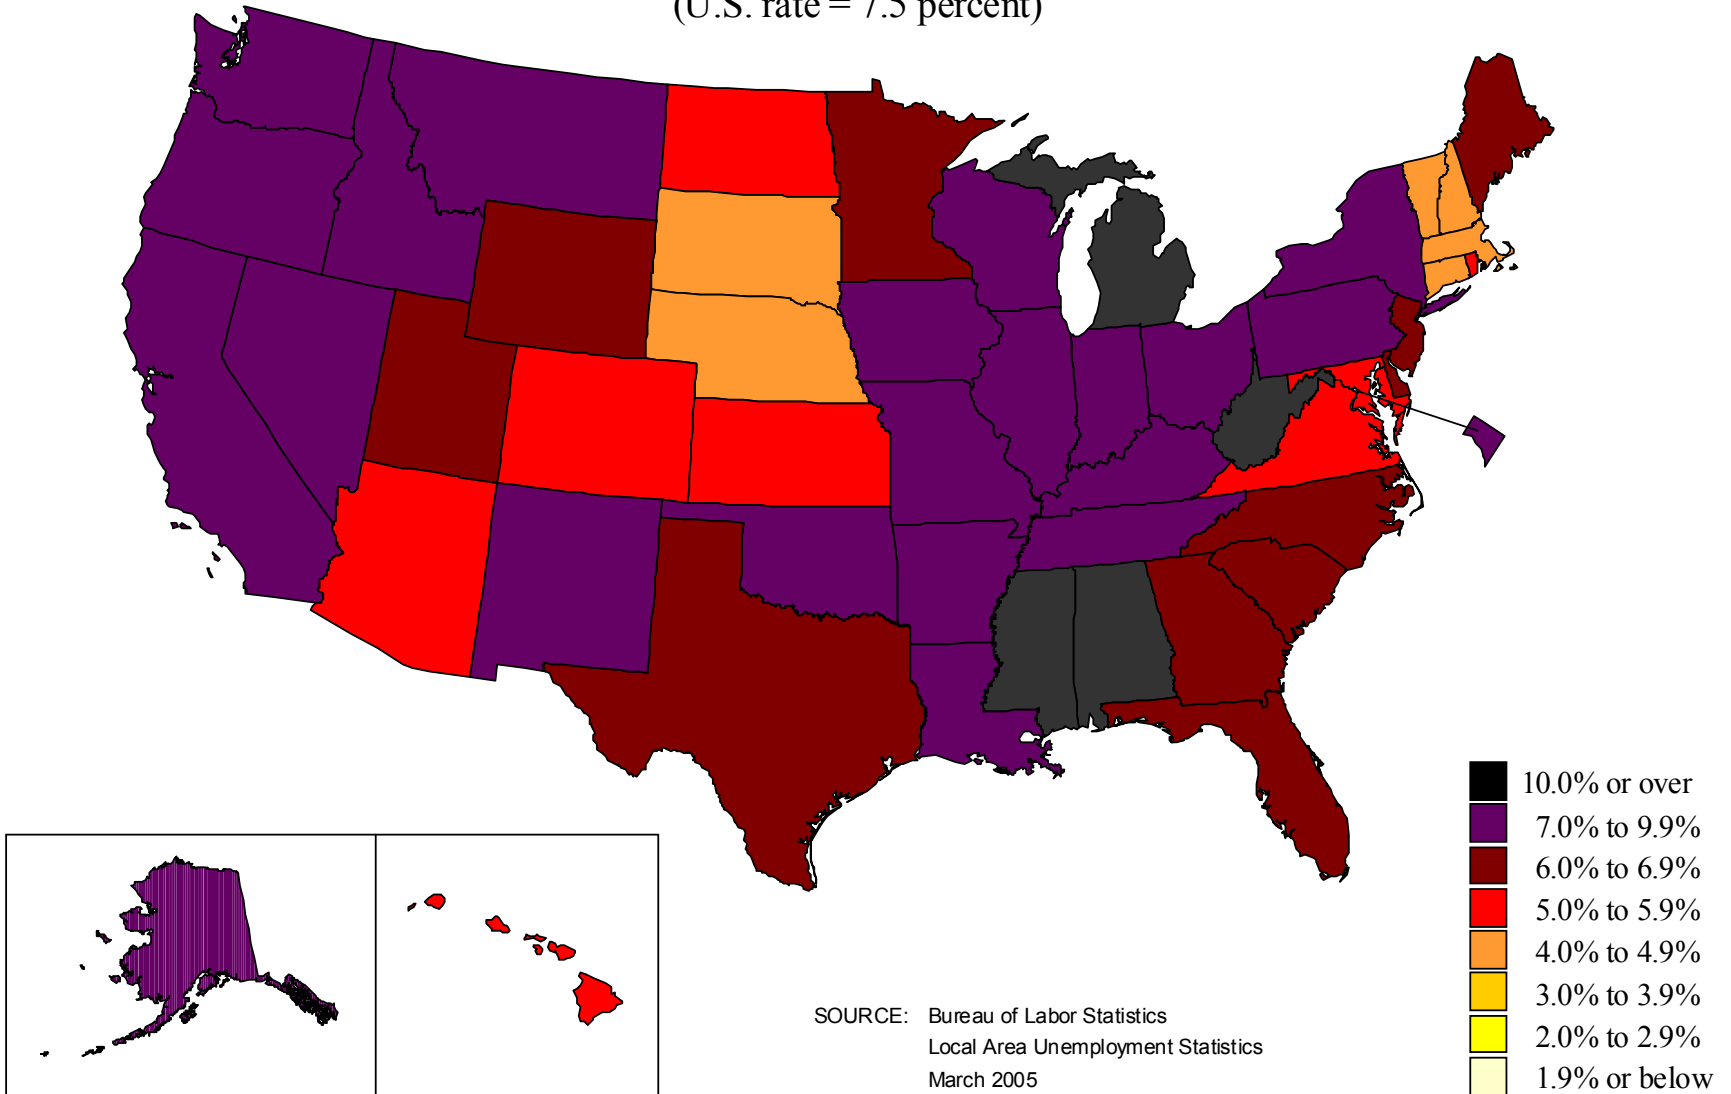 (U.S. rate = 7.5 percent)
10.0% or over
7.0% to 9.9%
6.0% to 6.9%
5.0% to 5.9%
4.0% to 4.9%
3.0% to 3.9%
2.0% to 2.9%
1.9% or below
SOURCE: Bureau of Labor Statistics
Local Area Unemployment Statistics
March 2005